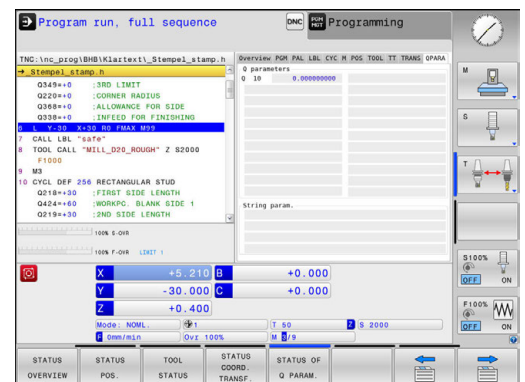 Program run, full sequence
DNC
PGM MGT
Programming
TNC:\nc_prog\BHB\Klartext\_Stempel_stamp.h
→_Stempel_stamp.h
Q349=+0 ;3RD LIMIT
Q220=+0 ;CORNER RADIUS
Q368=+0 ;ALLOWANCE FOR SIDE
Q338=+0 ;INFEED FOR FINISHING
6 L Y-30 X+30 R0 FMAX M99
7 CALL LBL "safe"
8 TOOL CALL "MILL_D20_ROUGH" Z S2000
F1000
9 M3
10 CYCL DEF 256 RECTANGULAR STUD
Q218=+30 ;FIRST SIDE LENGTH
Q424=+60 ;WORKPC. BLANK SIDE 1
Q219=+30 ;2ND SIDE LENGTH
Overview PGM PAL LBL CYC M POS TOOL TT TRANS QPARA
Q parameters
Q 10 0.000000000
String param.
100% S-OVR
100% F-OVR LIMIT 1
X +5.210 B +0.000
Y -30.000 C +0.000
Z +0.400
Mode: NOML. 1 T 50 Z S 2000
F 0mm/min Ovr 100% M 5/9
M
S
T
S100%
OFF ON
F100%
OFF ON
STATUS OVERVIEW
STATUS POS.
TOOL STATUS
STATUS COORD. TRANSF.
STATUS OF Q PARAM.